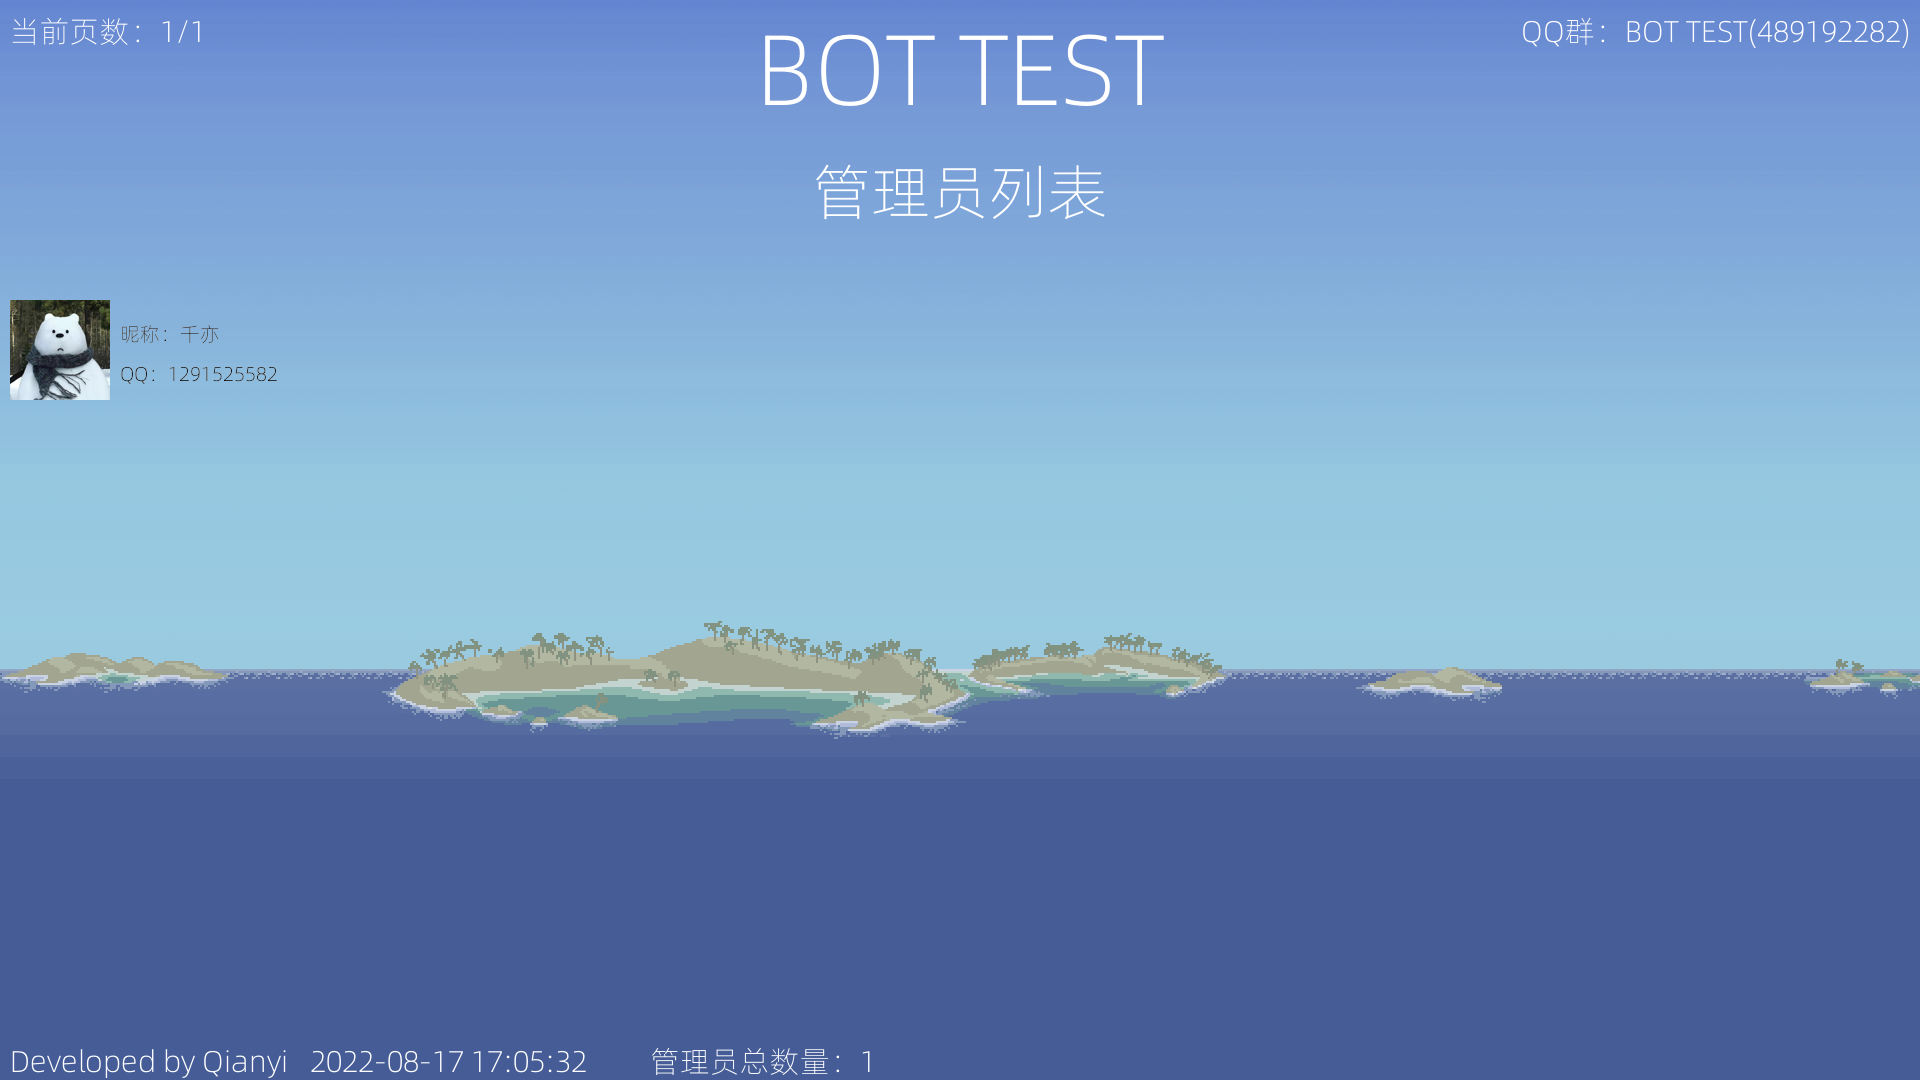 当前页数：1/1
QQ群：BOT TEST(489192282)
BOT TEST
管理员列表
昵称：千亦
QQ：1291525582
Developed by Qianyi 2022-08-17 17:05:32 管理员总数量：1